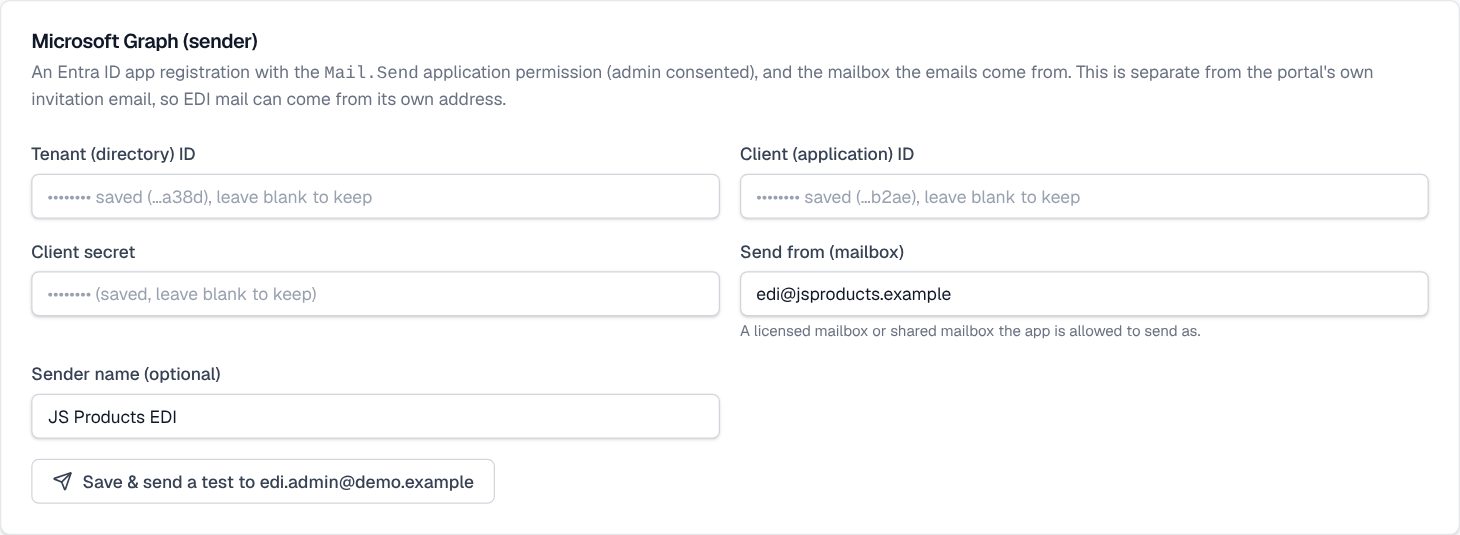 Microsoft Graph (sender)
An Entra ID app registration with the Mail.Send application permission (admin consented), and the mailbox the emails come from. This is separate from the portal's own
invitation email, so EDI mail can come from its own address.
Tenant (directory) ID
Client (application) ID
•••••••• saved (…a38d), leave blank to keep
•••••••• saved (…b2ae), leave blank to keep
Client secret
Send from (mailbox)
•••••••• (saved, leave blank to keep)
edi@jsproducts.example
A licensed mailbox or shared mailbox the app is allowed to send as.
Sender name (optional)
JS Products EDI
Save & send a test to edi.admin@demo.example